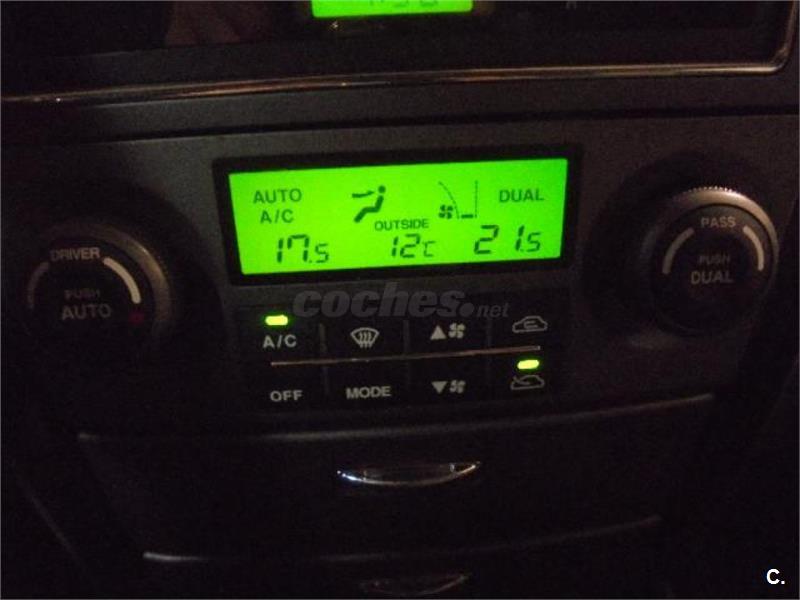 AUTO
A/C
OUTSIDE
DUAL
17.5
12°C
21.5
DRIVER
PUSH
AUTO
PASS
PUSH
DUAL
coches.net
A/C
OFF
MODE
C.